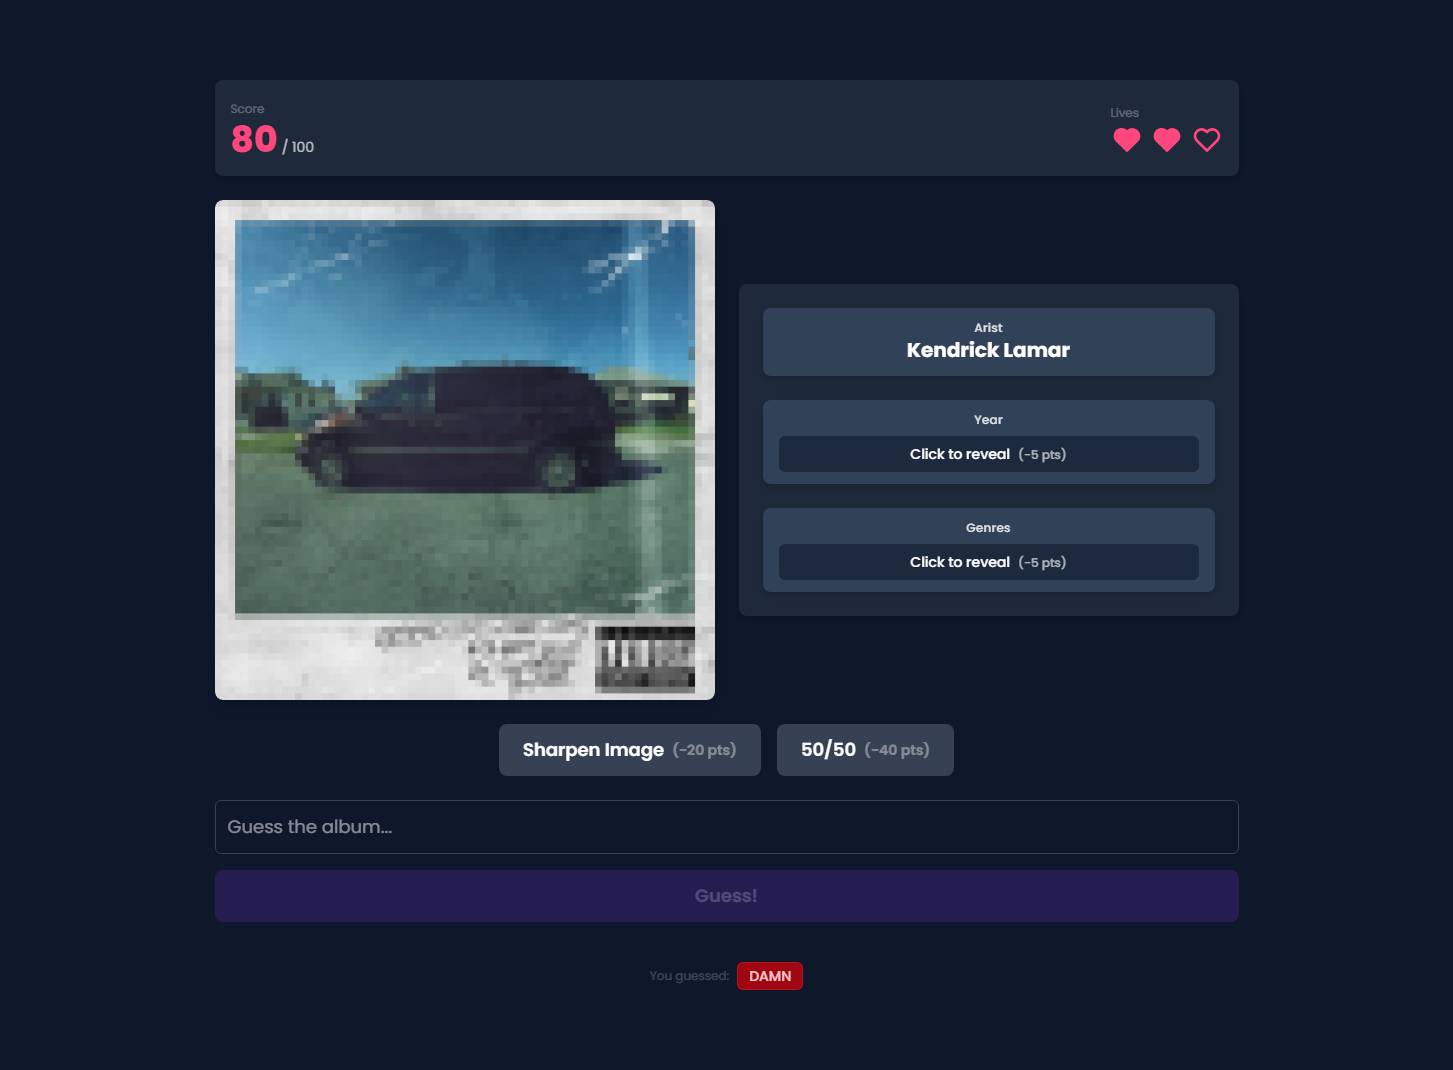 Score
80 / 100
Lives
Arist
Kendrick Lamar
Year
Click to reveal (-5 pts)
Genres
Click to reveal (-5 pts)
Sharpen Image (-20 pts)
50/50 (-40 pts)
Guess the album...
Guess!
You guessed: DAMN